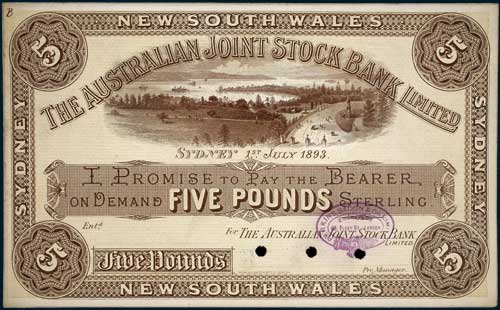 B
NEW SOUTH WALES
5 5
THE AUSTRALIAN JOINT STOCK BANK LIMITED
SYDNEY SYDNEY
SYDNEY 1ST JULY 1893.
I PROMISE TO PAY THE BEARER
ON DEMAND FIVE POUNDS STERLING.
Entd.
For THE AUSTRALIAN JOINT STOCK BANK
LIMITED.
Five Pounds
Pro Manager.
5 5
NEW SOUTH WALES